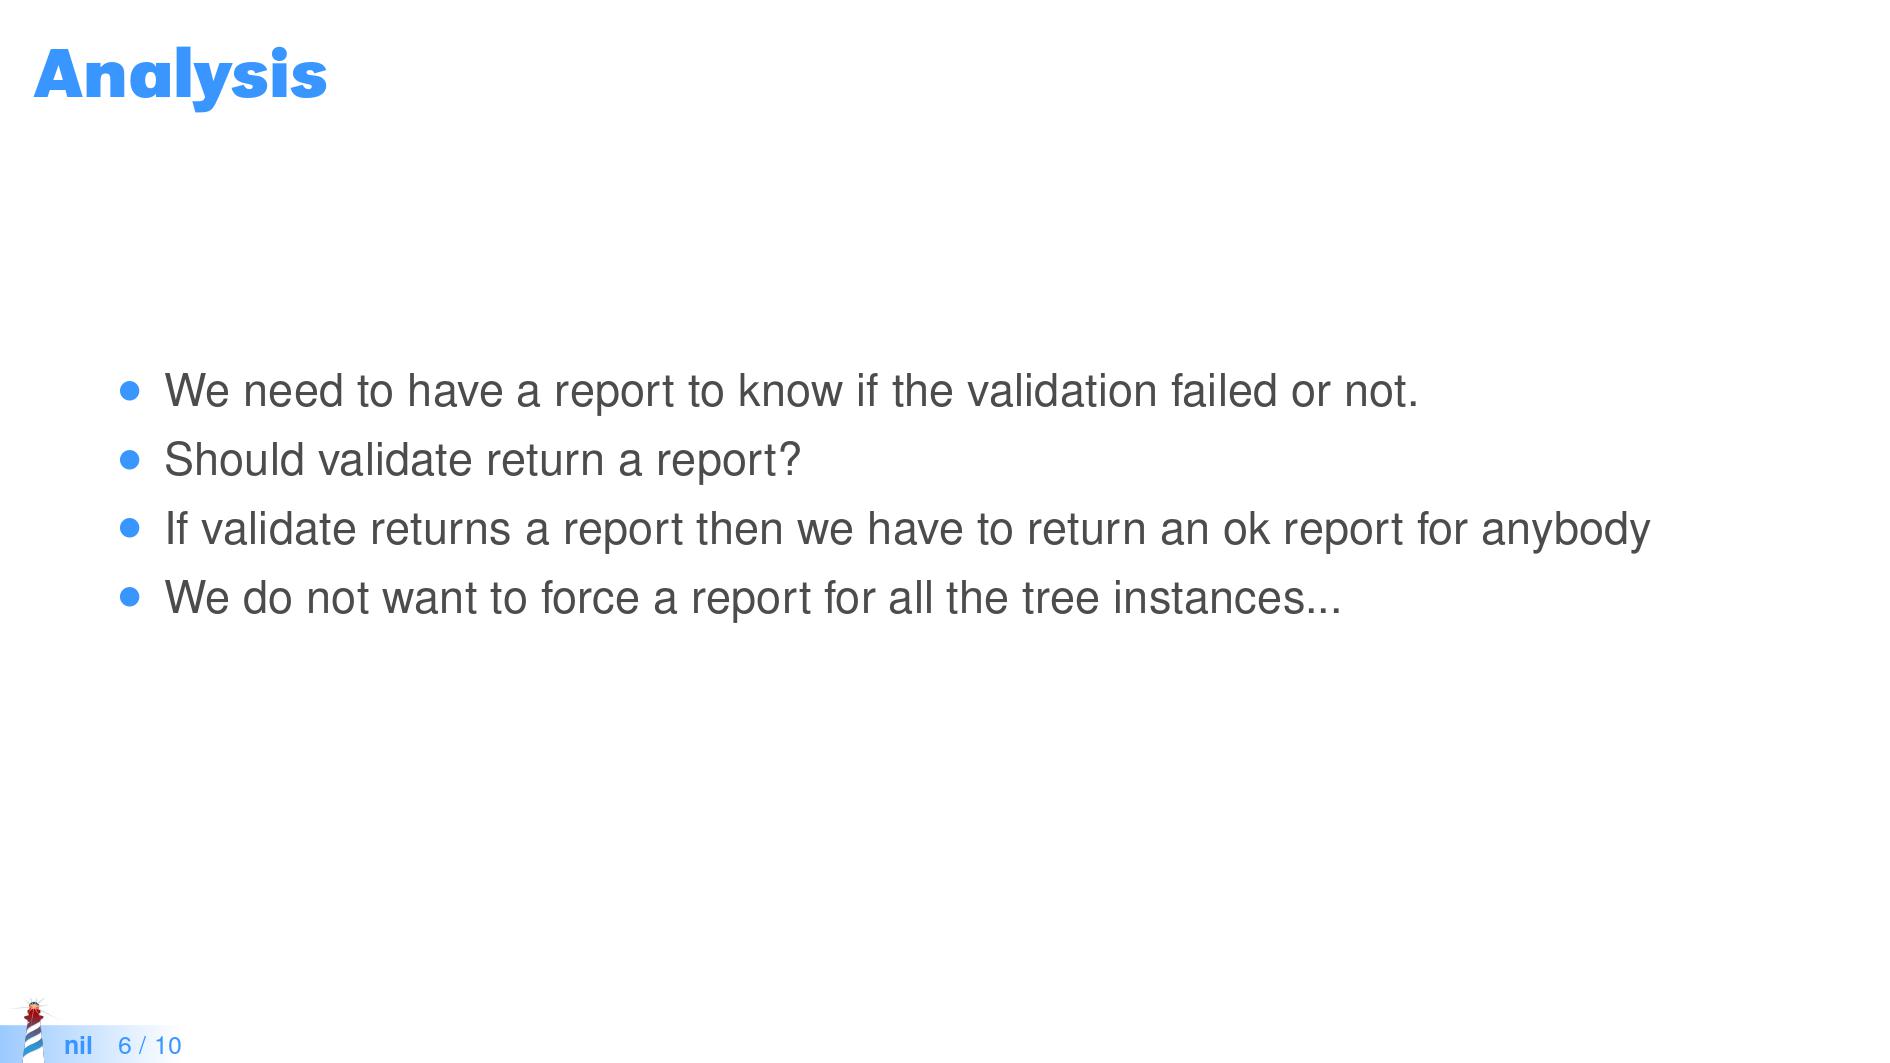 Analysis
We need to have a report to know if the validation failed or not.
Should validate return a report?
If validate returns a report then we have to return an ok report for anybody
We do not want to force a report for all the tree instances...
nil 6 / 10